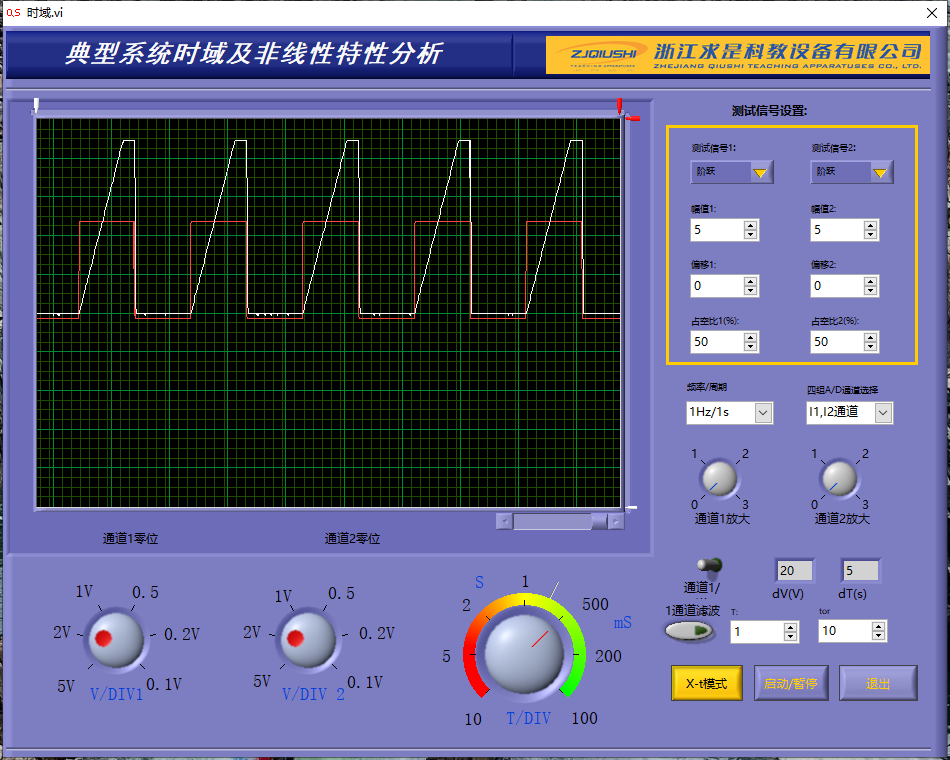 时域.vi
典型系统时域及非线性特性分析
ZJQIUSHI 浙江求是科教设备有限公司
ZHEJIANG QIUSHI TEACHING APPARATUSES CO., LTD.
测试信号设置:
测试信号1: 测试信号2:
阶跃 阶跃
幅值1: 幅值2:
5 5
偏移1: 偏移2:
0 0
占空比1(%): 占空比2(%):
50 50
频率/周期 四组A/D通道选择
1Hz/1s I1,I2通道
1 2 1 2
0 3 0 3
通道1放大 通道2放大
通道1零位 通道2零位
1V 0.5
2V 0.2V
5V 0.1V
V/DIV1
1V 0.5
2V 0.2V
5V 0.1V
V/DIV 2
S 1
2 500
mS
5 200
10 T/DIV 100
通道1/
...
1通道滤波
20 5
dV(V) dT(s)
T: tor
1 10
X-t模式 启动/暂停 退出